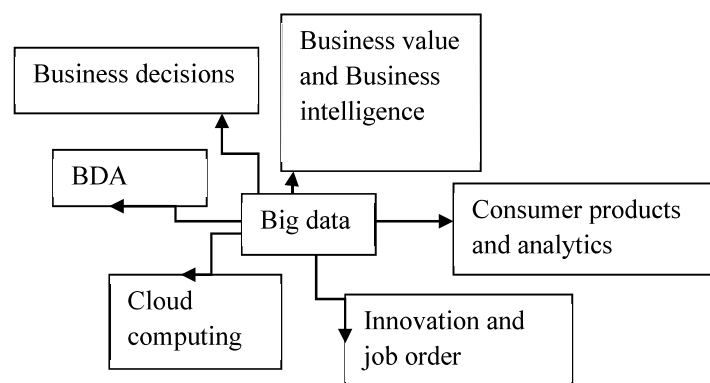 Business value
and Business
intelligence
Business decisions
BDA
Big data
Consumer products
and analytics
Cloud
computing
Innovation and
job order